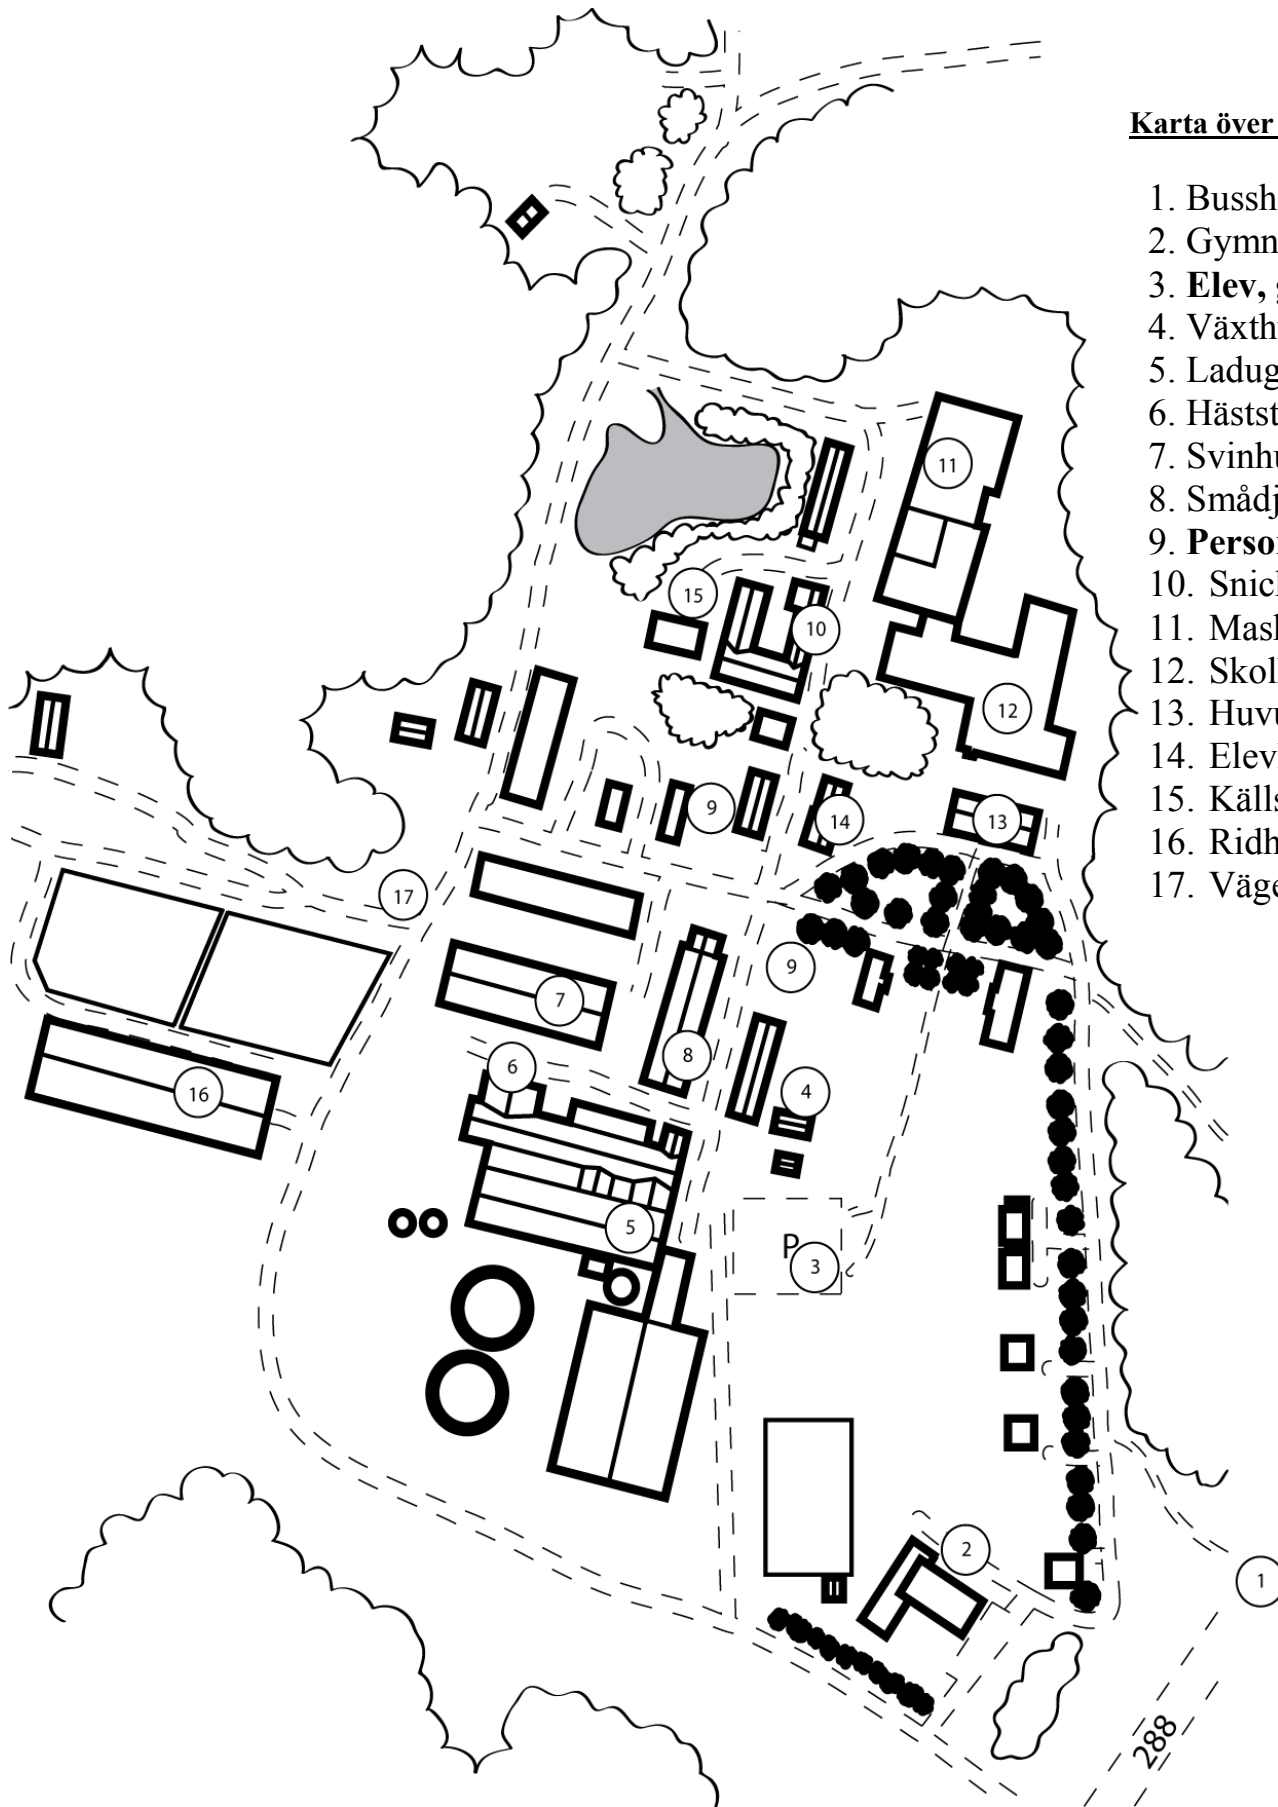 Karta över
1. Bussh
2. Gymn
3. Elev,
4. Växth
5. Ladug
6. Hästst
7. Svinhu
8. Smådj
9. Person
10. Snick
11. Mask
12. Skol
13. Huvu
14. Elev
15. Källs
16. Ridh
17. Väge
11
15
10
12
9
14
13
17
9
7
8
6
4
16
5
P
3
2
1
288